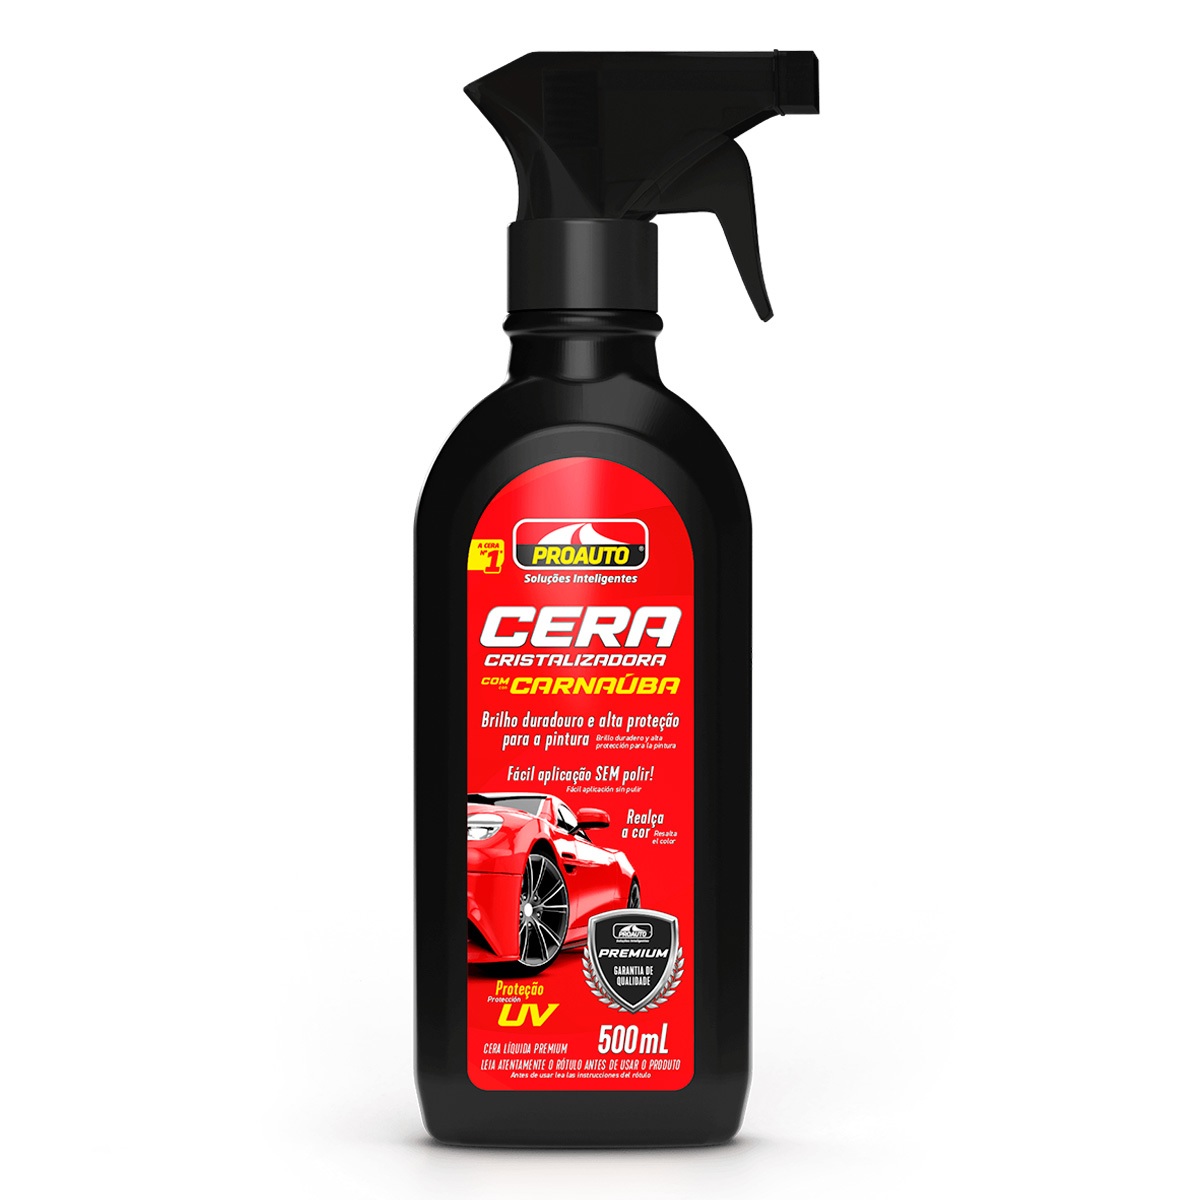 A CERA
Nº1
PROAUTO
Soluções Inteligentes
CERA
CRISTALIZADORA
COM CARNAÚBA
Brilho duradouro e alta proteção
para a pintura
Brillo duradero y alta
protección para la pintura
Fácil aplicação SEM polir!
Fácil aplicación sin pulir
Realça
a cor
Resalta
el color
PROAUTO
Soluções Inteligentes
PREMIUM
GARANTIA DE
QUALIDADE
Proteção
Protección
UV
500mL
CERA LÍQUIDA PREMIUM
LEIA ATENTAMENTE O RÓTULO ANTES DE USAR O PRODUTO
Antes de usar lea las instrucciones del rótulo